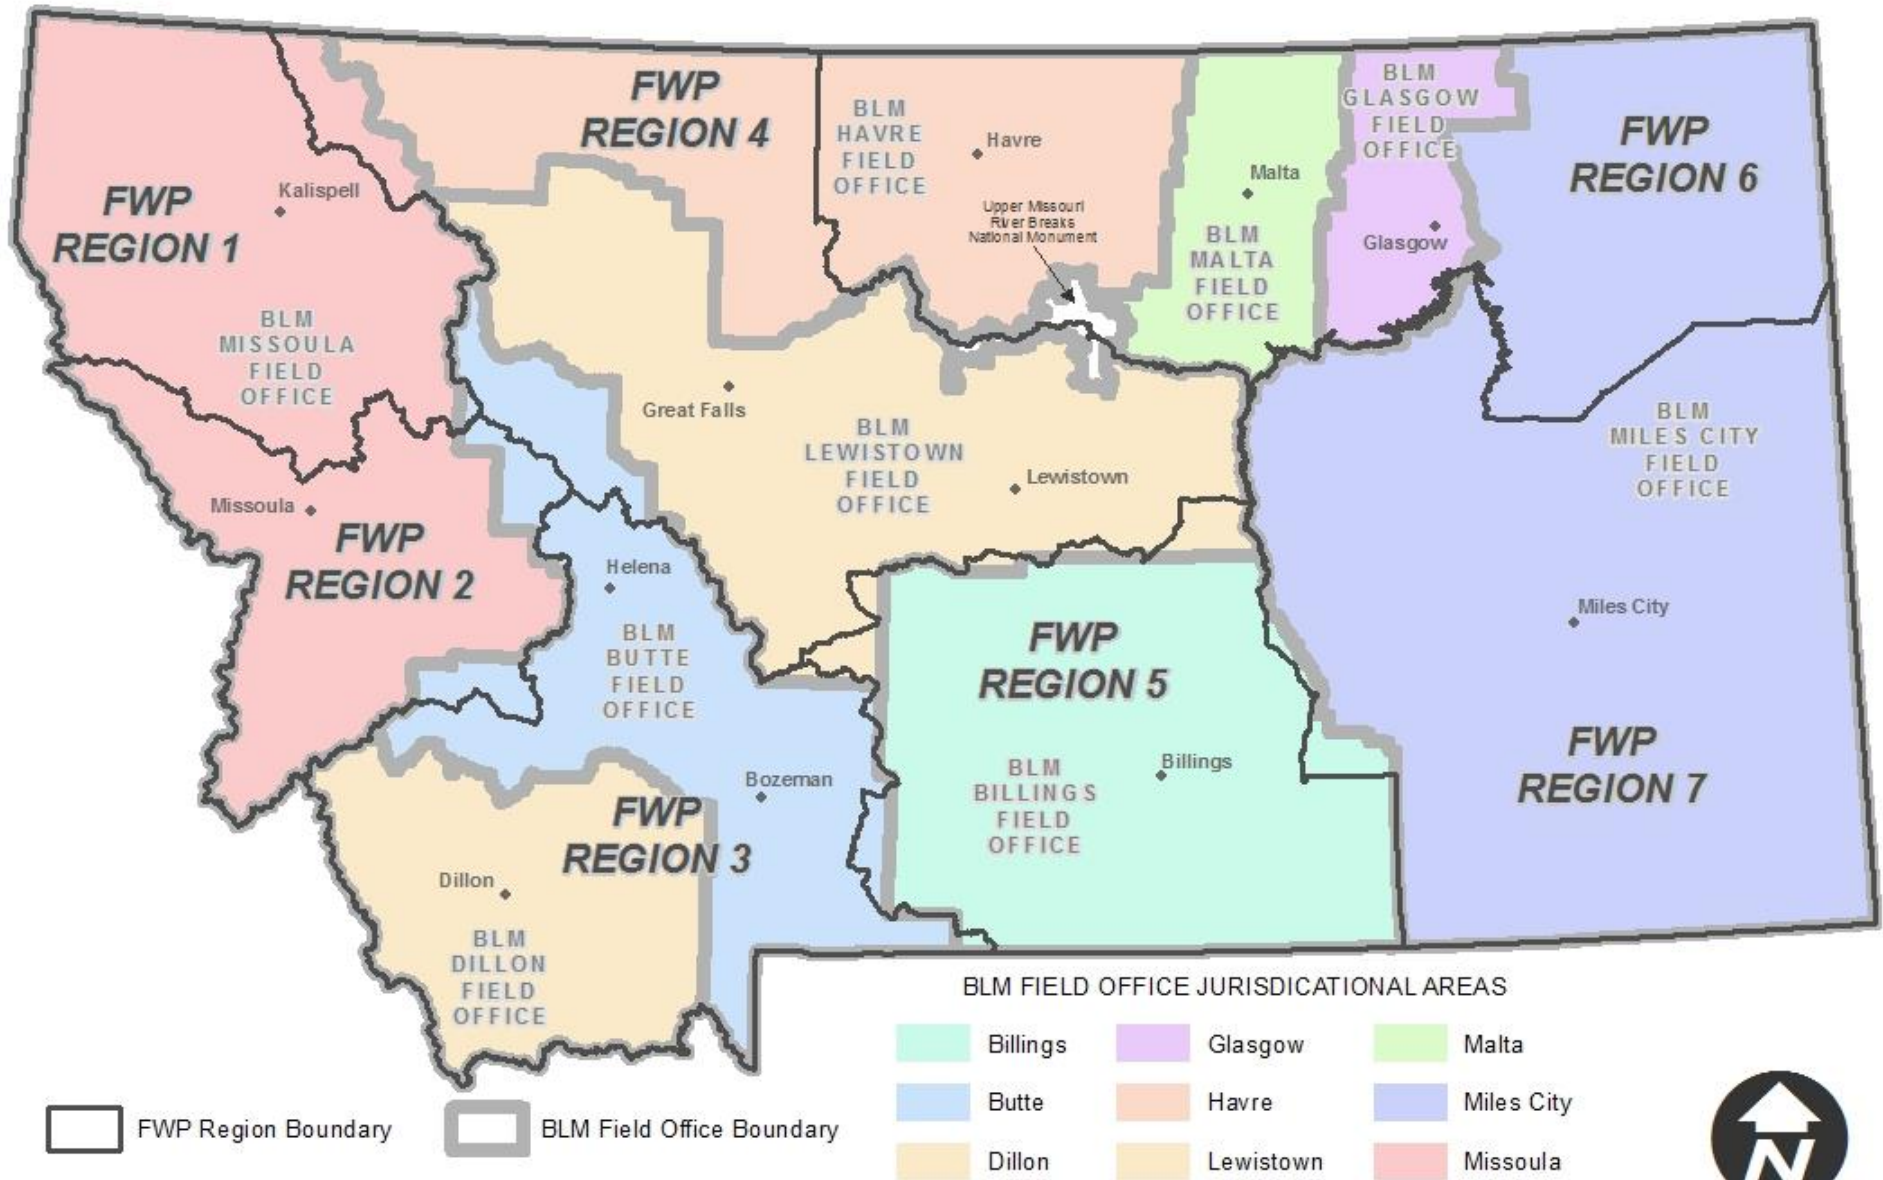 FWP
REGION 1
Kalispell
BLM
MISSOULA
FIELD
OFFICE
FWP
REGION 4
BLM
HAVRE
FIELD
OFFICE
Havre
Upper Missouri
River Breaks
National Monument
Malta
BLM
MALTA
FIELD
OFFICE
BLM
GLASGOW
FIELD
OFFICE
Glasgow
FWP
REGION 6
Great Falls
BLM
LEWISTOWN
FIELD
OFFICE
Lewistown
BLM
MILES CITY
FIELD
OFFICE
Missoula
FWP
REGION 2
Helena
BLM
BUTTE
FIELD
OFFICE
FWP
REGION 5
Miles City
Billings
BLM
BILLINGS
FIELD
OFFICE
FWP
REGION 7
Bozeman
FWP
REGION 3
Dillon
BLM
DILLON
FIELD
OFFICE
BLM FIELD OFFICE JURISDICATIONAL AREAS
Billings
Glasgow
Malta
Butte
Havre
Miles City
Dillon
Lewistown
Missoula
FWP Region Boundary
BLM Field Office Boundary
N